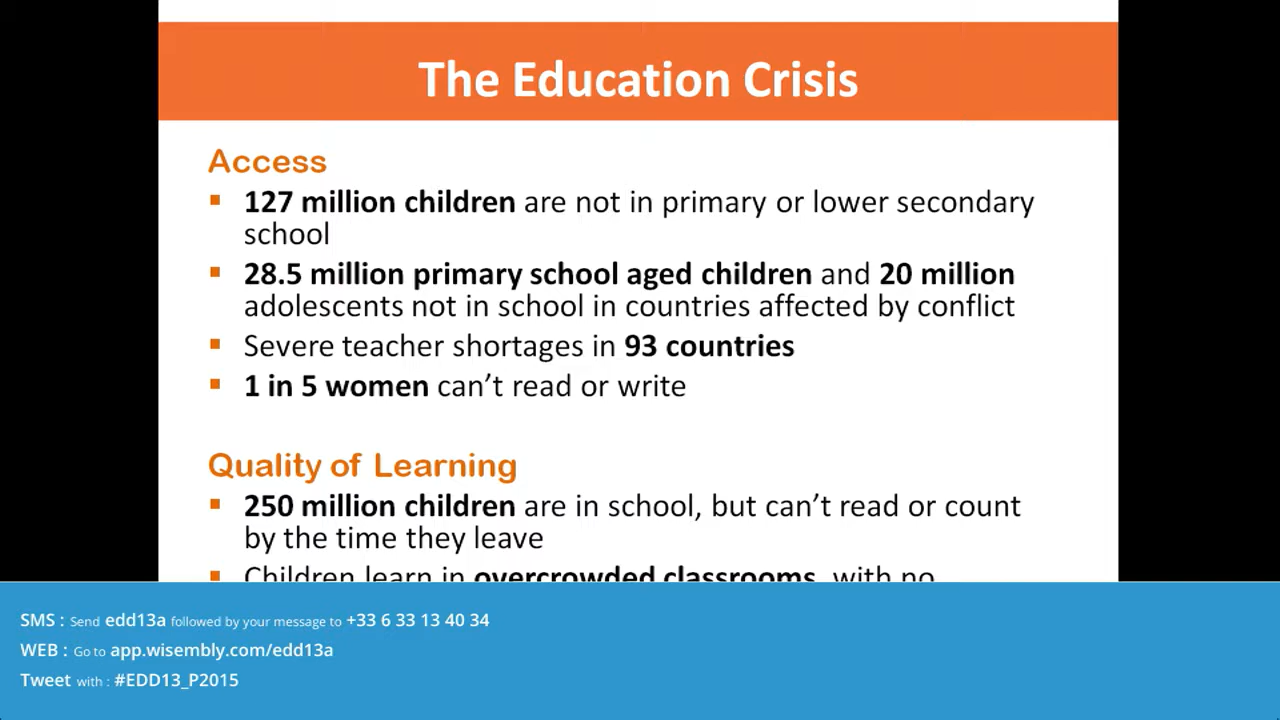 The Education Crisis
Access
▪ 127 million children are not in primary or lower secondary
school
▪ 28.5 million primary school aged children and 20 million
adolescents not in school in countries affected by conflict
▪ Severe teacher shortages in 93 countries
▪ 1 in 5 women can’t read or write
Quality of Learning
▪ 250 million children are in school, but can’t read or count
by the time they leave
▪ Children learn in overcrowded classrooms, with no
SMS : Send edd13a followed by your message to +33 6 33 13 40 34
WEB : Go to app.wisembly.com/edd13a
Tweet with : #EDD13_P2015